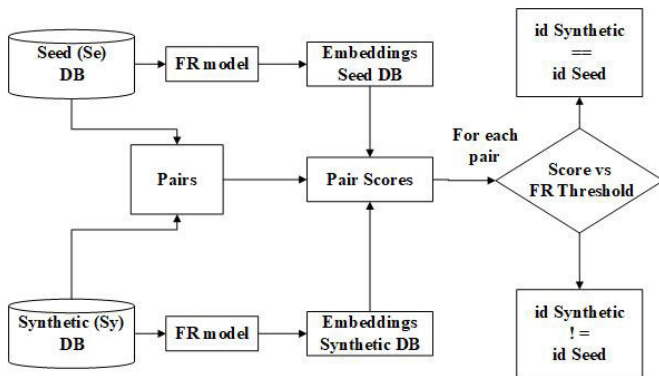 Seed (Se)
DB
FR model
Embeddings
Seed DB
id Synthetic
==
id Seed
Pairs
Pair Scores
For each
pair
Score vs
FR Threshold
Synthetic (Sy)
DB
FR model
Embeddings
Synthetic DB
id Synthetic
! =
id Seed